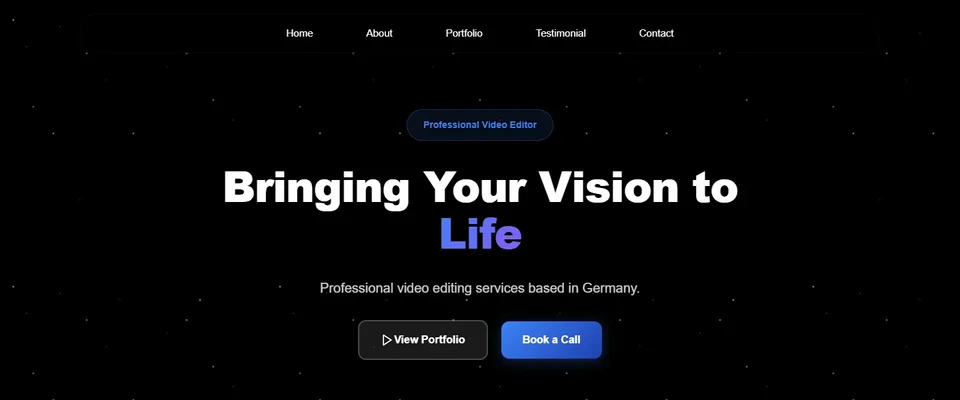 Home About Portfolio Testimonial Contact
Professional Video Editor
Bringing Your Vision to
Life
Professional video editing services based in Germany.
View Portfolio Book a Call